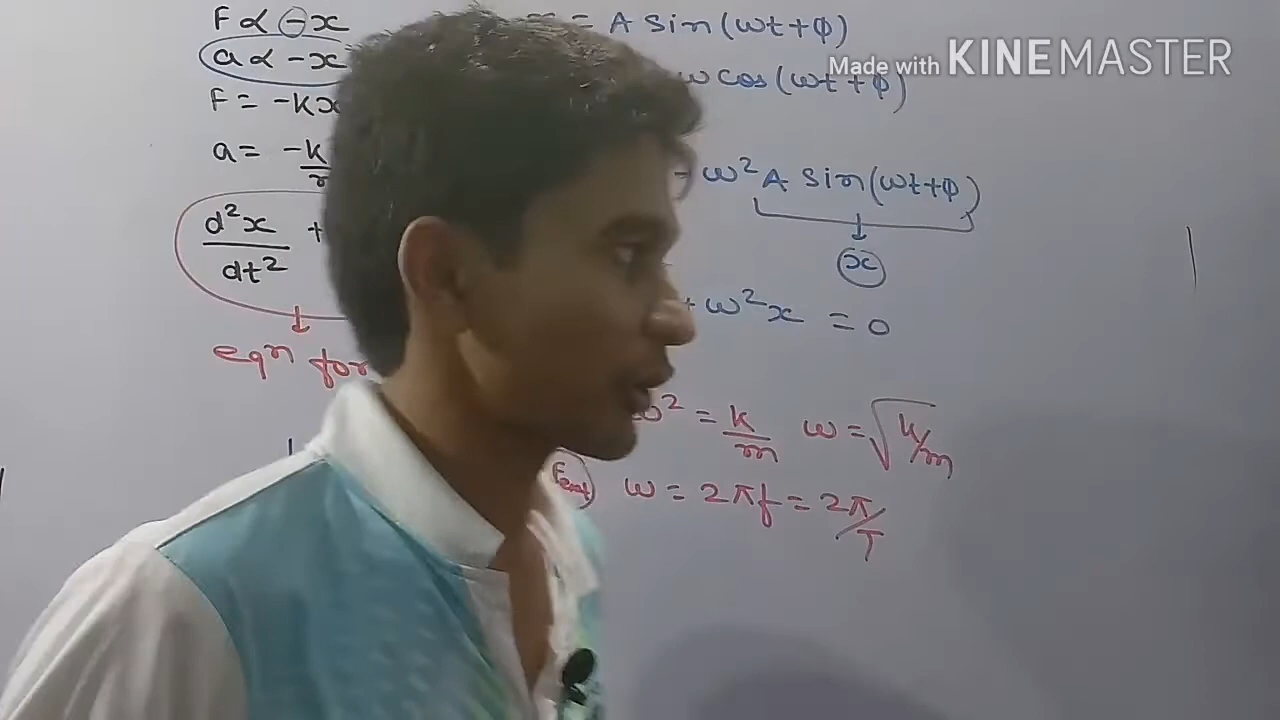 F ∝ -x
a ∝ -x
F = -kx
a = -k
d²x
dt²
+
eqn for
= A sin(ωt+ϕ)
Made with KINEMASTER
ω cos(ωt+ϕ)
ω² A sin(ωt+ϕ)
x
+ ω²x = 0
ω² = k/m ω = √k/m
ω = 2πf = 2π/T